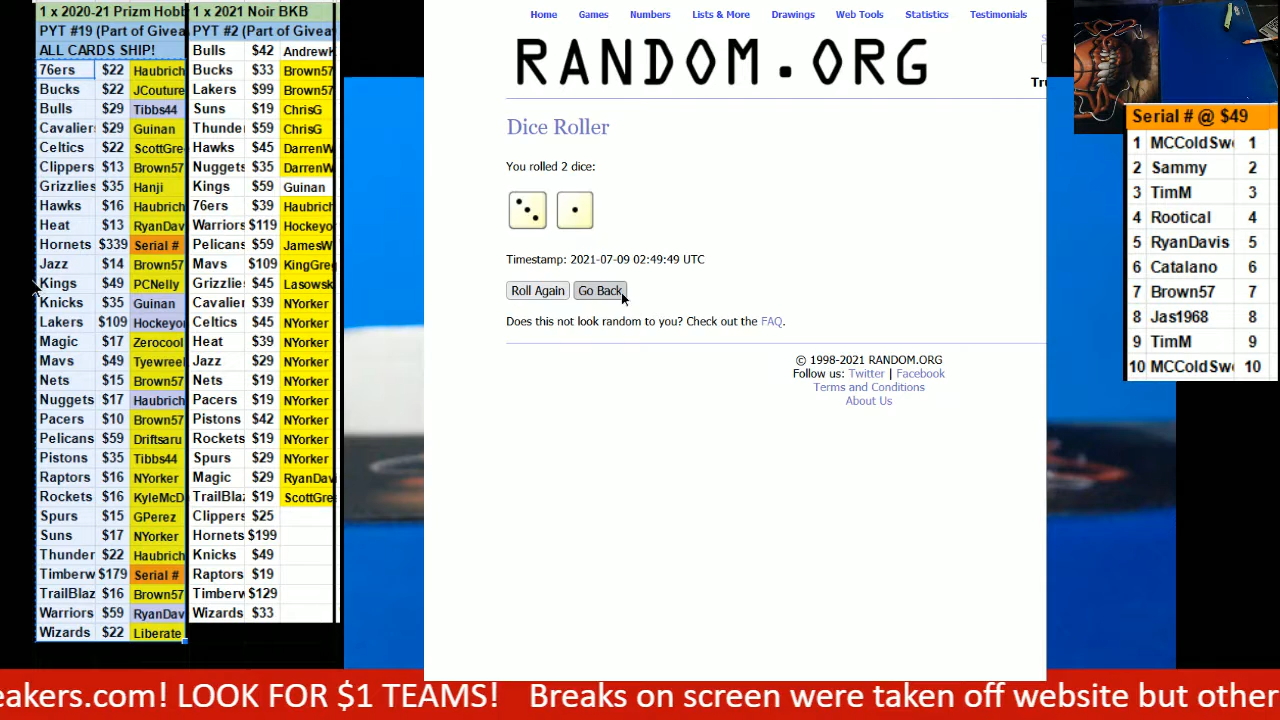 1 x 2020-21 Prizm Hobb
PYT #19 (Part of Givea
ALL CARDS SHIP!
76ers $22 Haubrich
Bucks $22 JCouture
Bulls $29 Tibbs44
Cavaliers $29 Guinan
Celtics $22 ScottGre
Clippers $13 Brown57
Grizzlies $35 Hanji
Hawks $16 Haubrich
Heat $13 RyanDav
Hornets $339 Serial #
Jazz $14 Brown57
Kings $49 PCNelly
Knicks $35 Guinan
Lakers $109 Hockeyo
Magic $17 Zerocool
Mavs $49 Tyewreel
Nets $15 Brown57
Nuggets $17 Haubrich
Pacers $10 Brown57
Pelicans $59 Driftsaru
Pistons $35 Tibbs44
Raptors $16 NYorker
Rockets $16 KyleMcD
Spurs $15 GPerez
Suns $17 NYorker
Thunder $22 Haubrich
Timberw $179 Serial #
TrailBlaz $16 Brown57
Warriors $59 RyanDav
Wizards $22 Liberate
1 x 2021 Noir BKB
PYT #2 (Part of Giveav
Bulls $42 AndrewK
Bucks $33 Brown57
Lakers $99 Brown57
Suns $19 ChrisG
Thunde $59 ChrisG
Hawks $45 DarrenW
Nuggets $35 DarrenW
Kings $59 Guinan
76ers $39 Haubrich
Warriors $119 Hockeyo
Pelicans $59 JamesW
Mavs $109 KingGre
Grizzlie $45 Lasowsk
Cavalier $39 NYorker
Celtics $45 NYorker
Heat $39 NYorker
Jazz $29 NYorker
Nets $19 NYorker
Pacers $19 NYorker
Pistons $42 NYorker
Rockets $19 NYorker
Spurs $29 NYorker
Magic $29 RyanDav
TrailBlaz $19 ScottGre
Clippers $25
Hornets $199
Knicks $49
Raptors $19
Timberw $129
Wizards $33
Home Games Numbers Lists & More Drawings Web Tools Statistics Testimonials
RANDOM.ORG
Tru
Dice Roller
You rolled 2 dice:
Timestamp: 2021-07-09 02:49:49 UTC
Roll Again Go Back
Does this not look random to you? Check out the FAQ.
© 1998-2021 RANDOM.ORG
Follow us: Twitter | Facebook
Terms and Conditions
About Us
Serial # @ $49
1 MCColdSw 1
2 Sammy 2
3 TimM 3
4 Rootical 4
5 RyanDavis 5
6 Catalano 6
7 Brown57 7
8 Jas1968 8
9 TimM 9
10 MCColdSw 10
eakers.com! LOOK FOR $1 TEAMS! Breaks on screen were taken off website but other